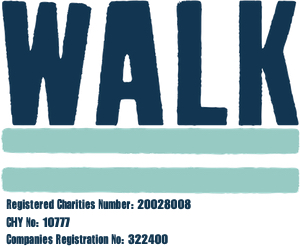 WALK
Registered Charities Number: 20028008
CHY No: 10777
Companies Registration No: 322400